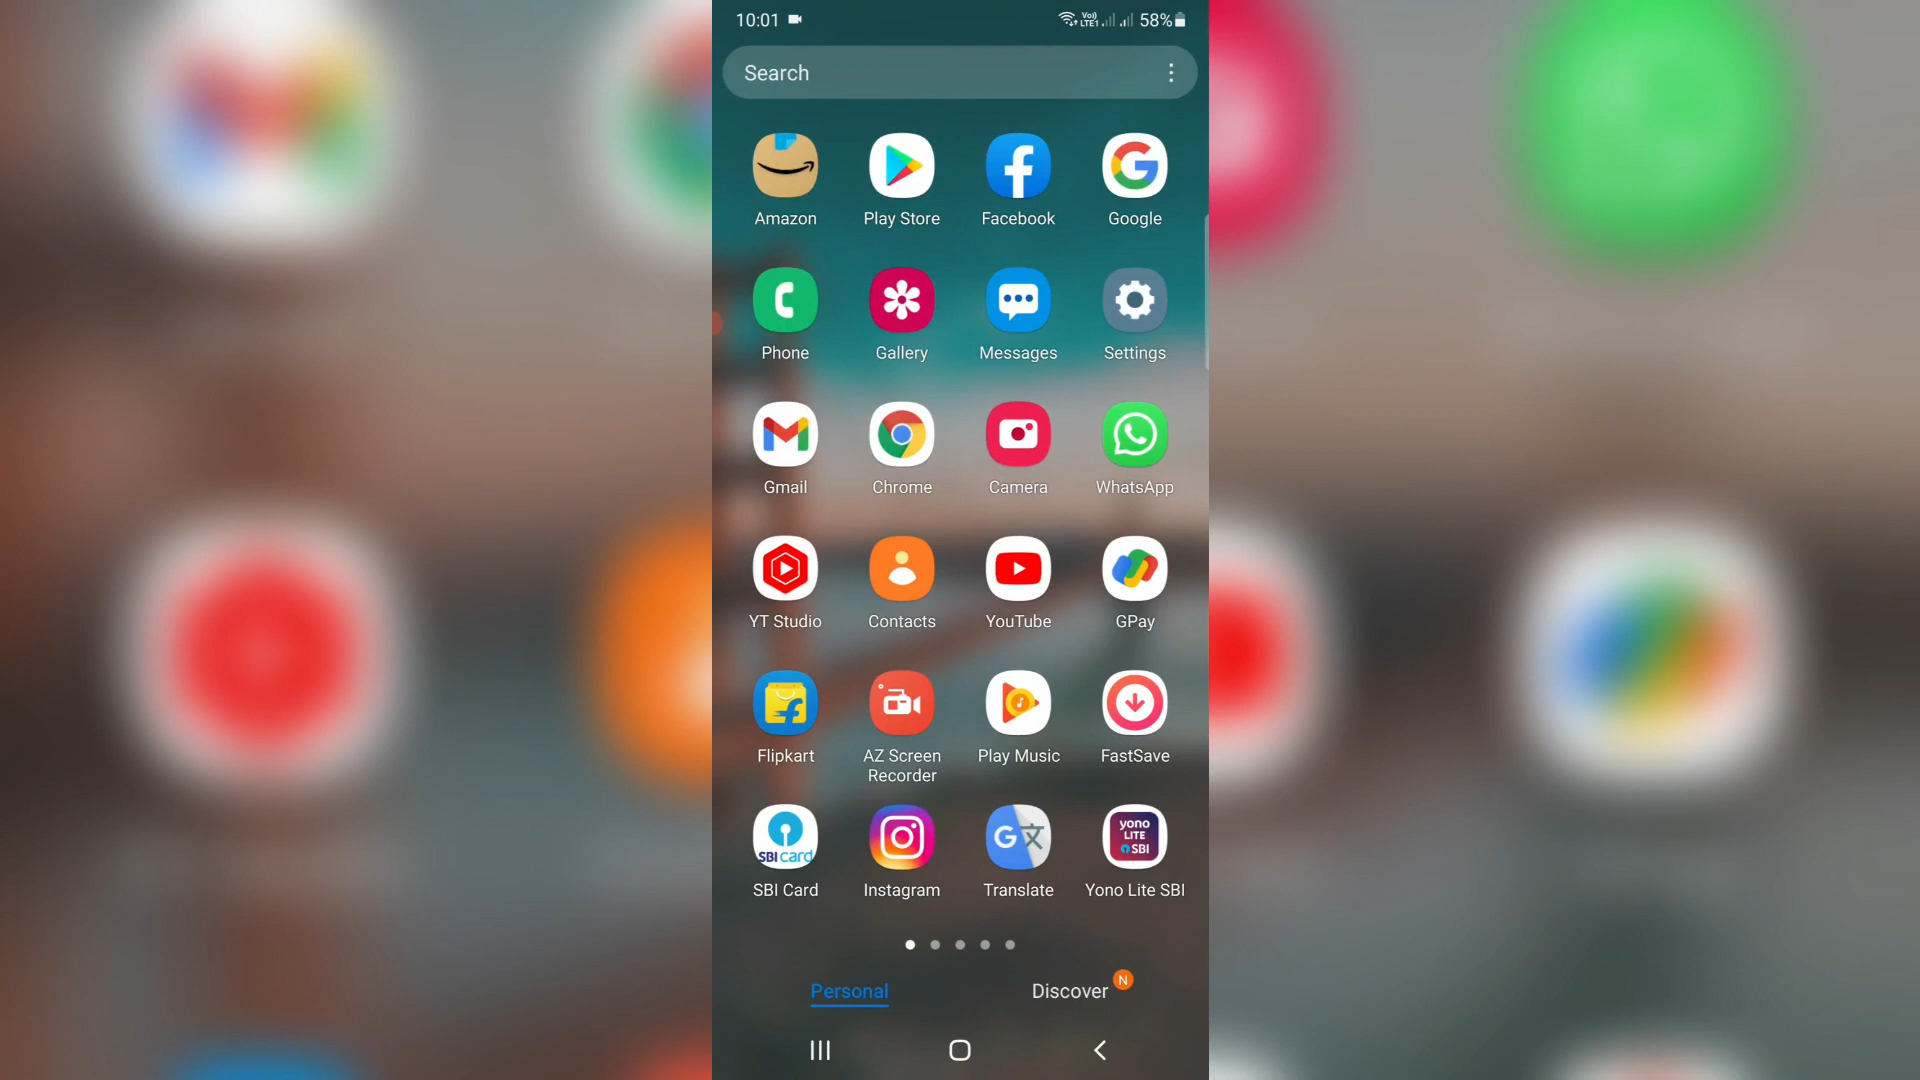 10:01
Vo) LTE1 58%
Search
Amazon Play Store Facebook Google
Phone Gallery Messages Settings
Gmail Chrome Camera WhatsApp
YT Studio Contacts YouTube GPay
Flipkart AZ Screen Recorder Play Music FastSave
SBI card
yono
LITE
SBI
SBI Card Instagram Translate Yono Lite SBI
Personal Discover N